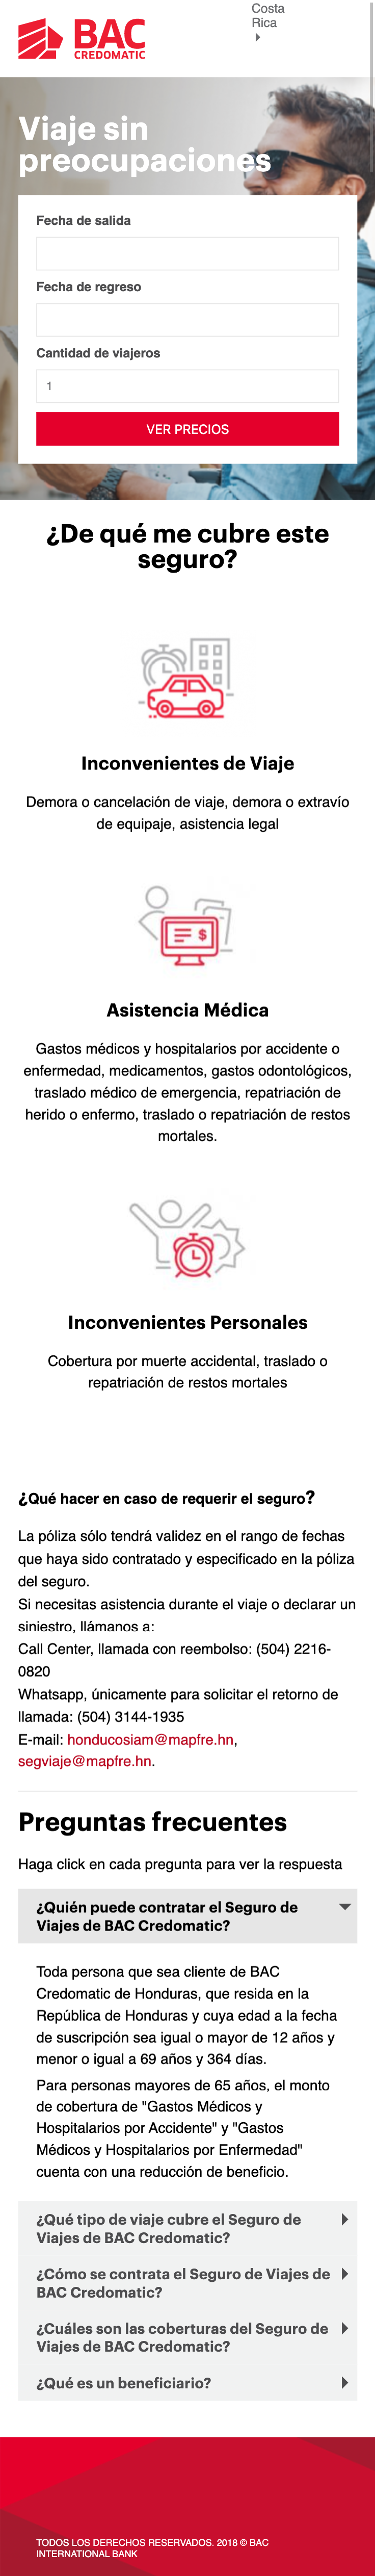 BAC
CREDOMATIC
Costa
Rica
Viaje sin
preocupaciones
Fecha de salida
Fecha de regreso
Cantidad de viajeros
1
VER PRECIOS
¿De qué me cubre este
seguro?
$
Inconvenientes de Viaje
Demora o cancelación de viaje, demora o extravío
de equipaje, asistencia legal
Asistencia Médica
Gastos médicos y hospitalarios por accidente o
enfermedad, medicamentos, gastos odontológicos,
traslado médico de emergencia, repatriación de
herido o enfermo, traslado o repatriación de restos
mortales.
Inconvenientes Personales
Cobertura por muerte accidental, traslado o
repatriación de restos mortales
¿Qué hacer en caso de requerir el seguro?
La póliza sólo tendrá validez en el rango de fechas
que haya sido contratado y especificado en la póliza
del seguro.
Si necesitas asistencia durante el viaje o declarar un
siniestro, llámanos a:
Call Center, llamada con reembolso: (504) 2216-
0820
Whatsapp, únicamente para solicitar el retorno de
llamada: (504) 3144-1935
E-mail: honducosiam@mapfre.hn,
segviaje@mapfre.hn.
Preguntas frecuentes
Haga click en cada pregunta para ver la respuesta
¿Quién puede contratar el Seguro de
Viajes de BAC Credomatic?
Toda persona que sea cliente de BAC
Credomatic de Honduras, que resida en la
República de Honduras y cuya edad a la fecha
de suscripción sea igual o mayor de 12 años y
menor o igual a 69 años y 364 días.
Para personas mayores de 65 años, el monto
de cobertura de "Gastos Médicos y
Hospitalarios por Accidente" y "Gastos
Médicos y Hospitalarios por Enfermedad"
cuenta con una reducción de beneficio.
¿Qué tipo de viaje cubre el Seguro de
Viajes de BAC Credomatic?
¿Cómo se contrata el Seguro de Viajes de
BAC Credomatic?
¿Cuáles son las coberturas del Seguro de
Viajes de BAC Credomatic?
¿Qué es un beneficiario?
TODOS LOS DERECHOS RESERVADOS. 2018 © BAC
INTERNATIONAL BANK